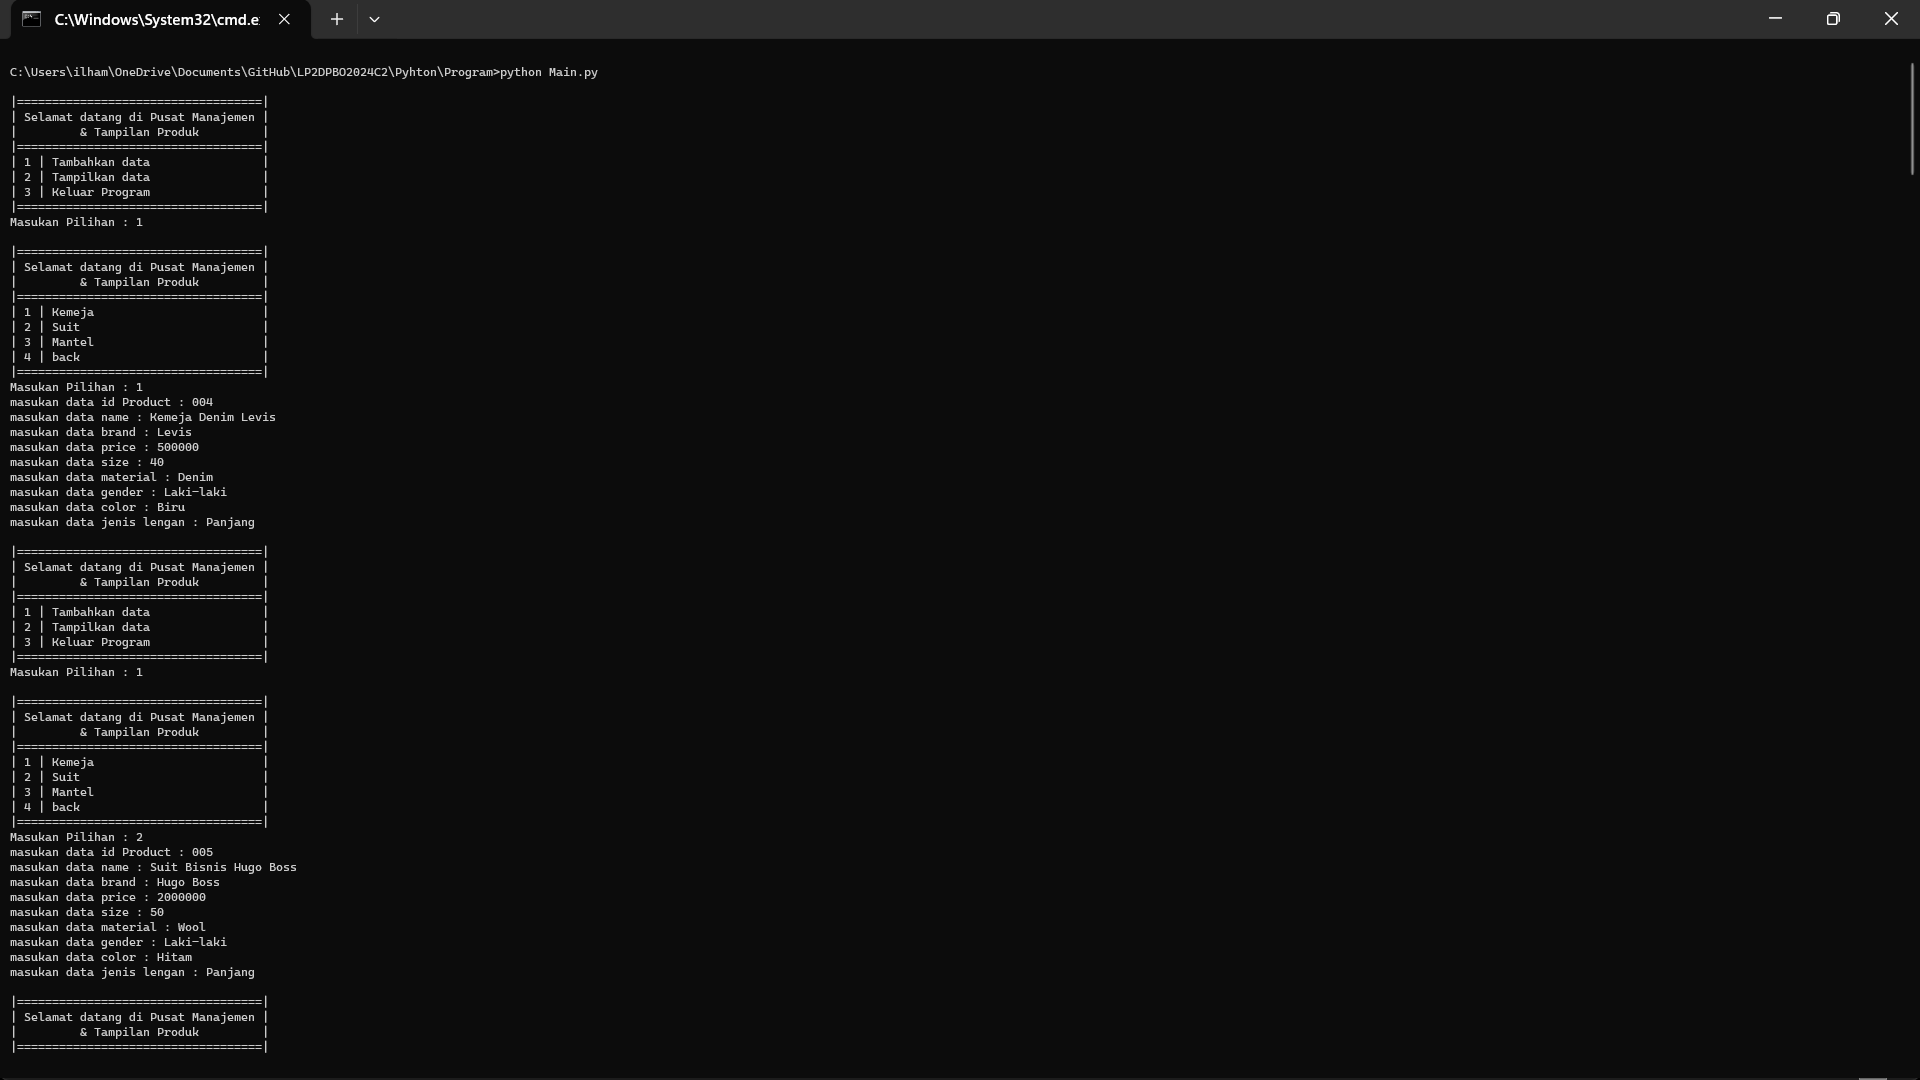 C:\Windows\System32\cmd.e
C:\Users\ilham\OneDrive\Documents\GitHub\LP2DPBO2024C2\Pyhton\Program>python Main.py
|===================================|
| Selamat datang di Pusat Manajemen |
|         & Tampilan Produk         |
|===================================|
| 1 | Tambahkan data                |
| 2 | Tampilkan data                |
| 3 | Keluar Program                |
|===================================|
Masukan Pilihan : 1
|===================================|
| Selamat datang di Pusat Manajemen |
|         & Tampilan Produk         |
|===================================|
| 1 | Kemeja                        |
| 2 | Suit                          |
| 3 | Mantel                        |
| 4 | back                          |
|===================================|
Masukan Pilihan : 1
masukan data id Product : 004
masukan data name : Kemeja Denim Levis
masukan data brand : Levis
masukan data price : 500000
masukan data size : 40
masukan data material : Denim
masukan data gender : Laki-laki
masukan data color : Biru
masukan data jenis lengan : Panjang
|===================================|
| Selamat datang di Pusat Manajemen |
|         & Tampilan Produk         |
|===================================|
| 1 | Tambahkan data                |
| 2 | Tampilkan data                |
| 3 | Keluar Program                |
|===================================|
Masukan Pilihan : 1
|===================================|
| Selamat datang di Pusat Manajemen |
|         & Tampilan Produk         |
|===================================|
| 1 | Kemeja                        |
| 2 | Suit                          |
| 3 | Mantel                        |
| 4 | back                          |
|===================================|
Masukan Pilihan : 2
masukan data id Product : 005
masukan data name : Suit Bisnis Hugo Boss
masukan data brand : Hugo Boss
masukan data price : 2000000
masukan data size : 50
masukan data material : Wool
masukan data gender : Laki-laki
masukan data color : Hitam
masukan data jenis lengan : Panjang
|===================================|
| Selamat datang di Pusat Manajemen |
|         & Tampilan Produk         |
|===================================|